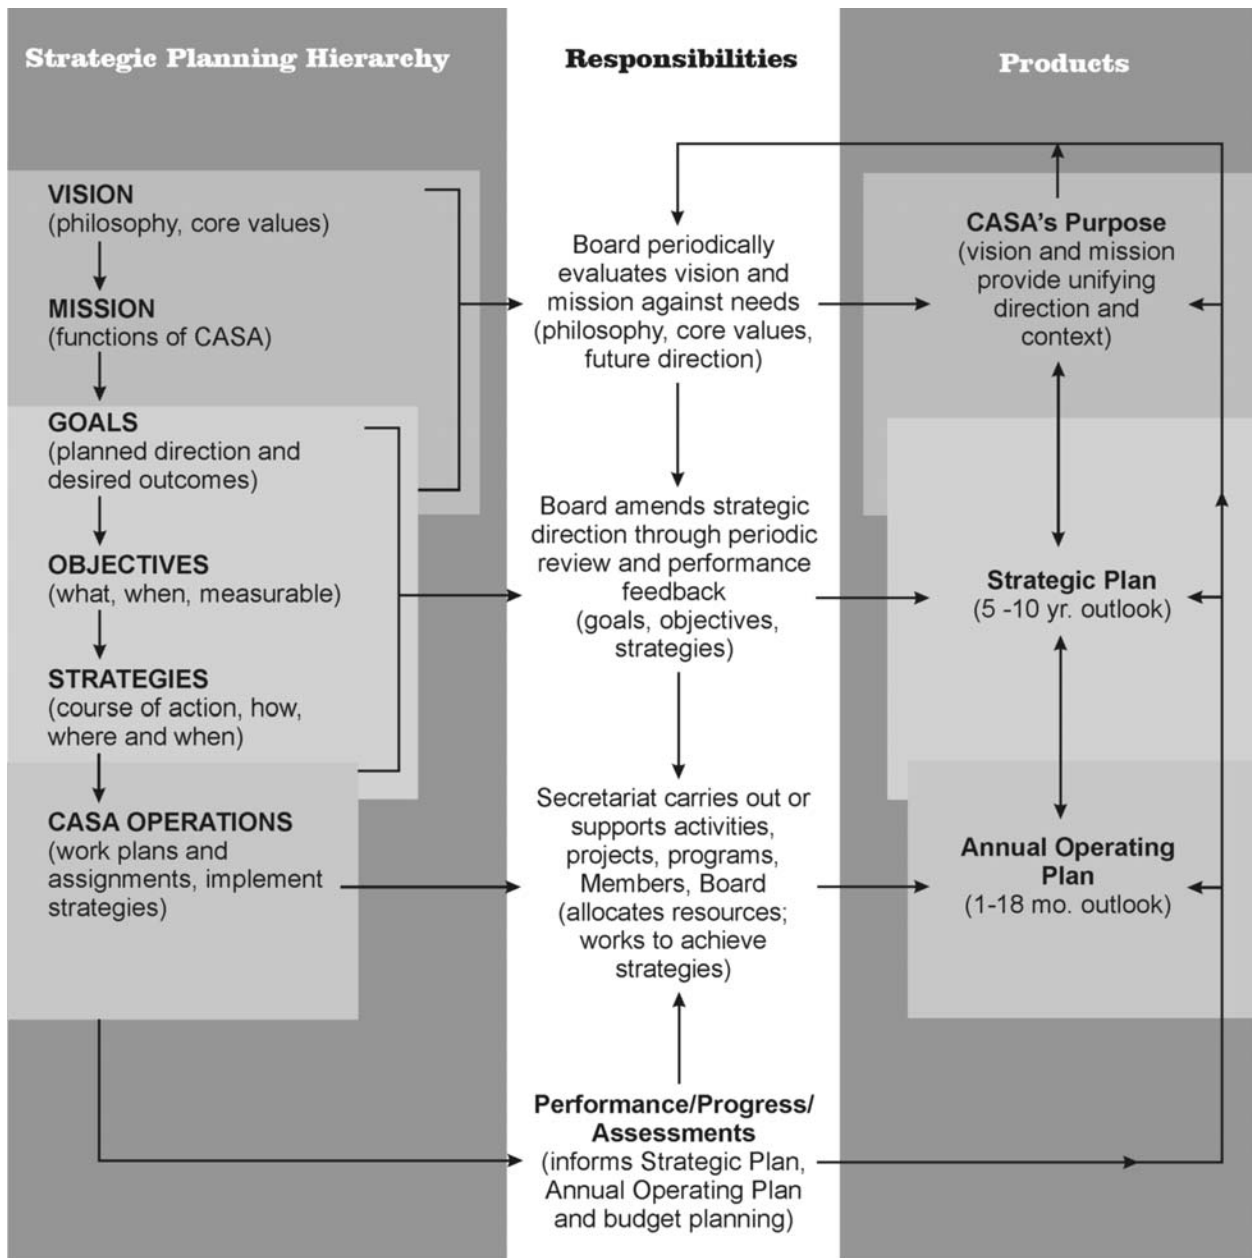 Strategic Planning Hierarchy
Responsibilities
Products
VISION
(philosophy, core values)
MISSION
(functions of CASA)
GOALS
(planned direction and
desired outcomes)
OBJECTIVES
(what, when, measurable)
STRATEGIES
(course of action, how,
where and when)
CASA OPERATIONS
(work plans and
assignments, implement
strategies)
Board periodically
evaluates vision and
mission against needs
(philosophy, core values,
future direction)
Board amends strategic
direction through periodic
review and performance
feedback
(goals, objectives,
strategies)
Secretariat carries out or
supports activities,
projects, programs,
Members, Board
(allocates resources;
works to achieve
strategies)
Performance/Progress/
Assessments
(informs Strategic Plan,
Annual Operating Plan
and budget planning)
CASA's Purpose
(vision and mission
provide unifying
direction and
context)
Strategic Plan
(5 -10 yr. outlook)
Annual Operating
Plan
(1-18 mo. outlook)